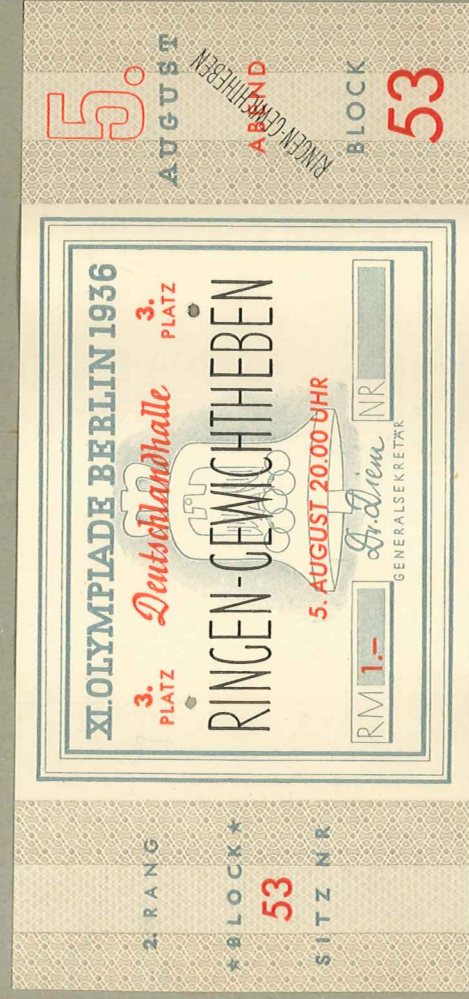 5.
AUGUST
ABEND
RINGEN-GEWICHTHEBEN
BLOCK
53
XI. OLYMPIADE BERLIN 1936
3.
PLATZ
Deutschlandhalle
3.
PLATZ
RINGEN-GEWICHTHEBEN
5. AUGUST 20.00 UHR
RM 1.—
NR
Dr. Diem
GENERALSEKRETÄR
2. RANG
★BLOCK★
53
SITZ NR